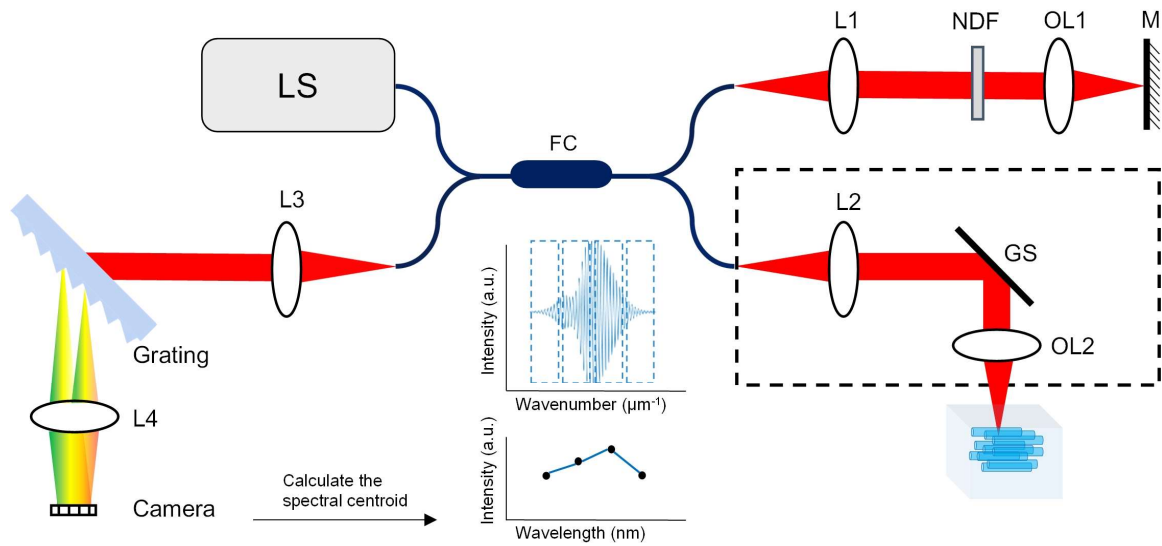 LS
FC
L1
NDF
OL1
M
L3
L2
GS
OL2
Grating
L4
Camera
Intensity (a.u.)
Wavenumber (µm⁻¹)
Calculate the
spectral centroid
Intensity (a.u.)
Wavelength (nm)